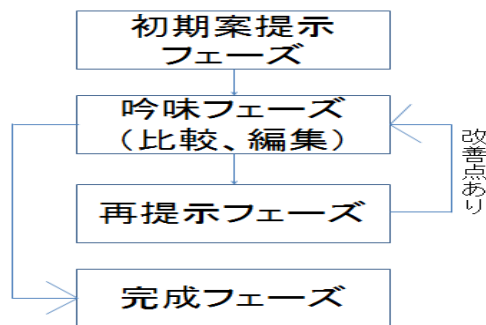 初期案提示
フェーズ
吟味フェーズ
（比較、編集）
改善点あり
再提示フェーズ
完成フェーズ